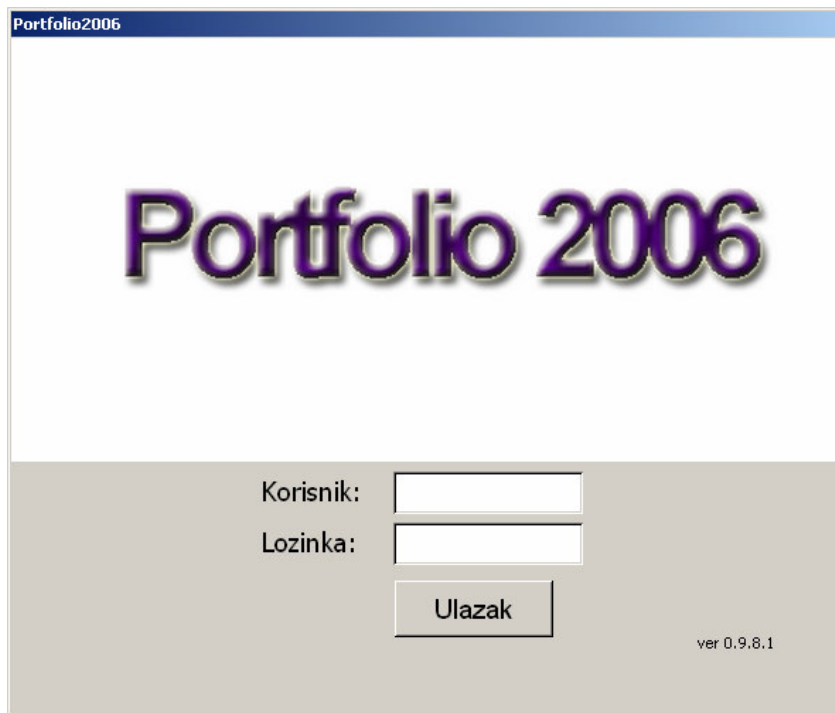 Portfolio2006
Portfolio 2006
Korisnik:
Lozinka:
Ulazak
ver 0.9.8.1